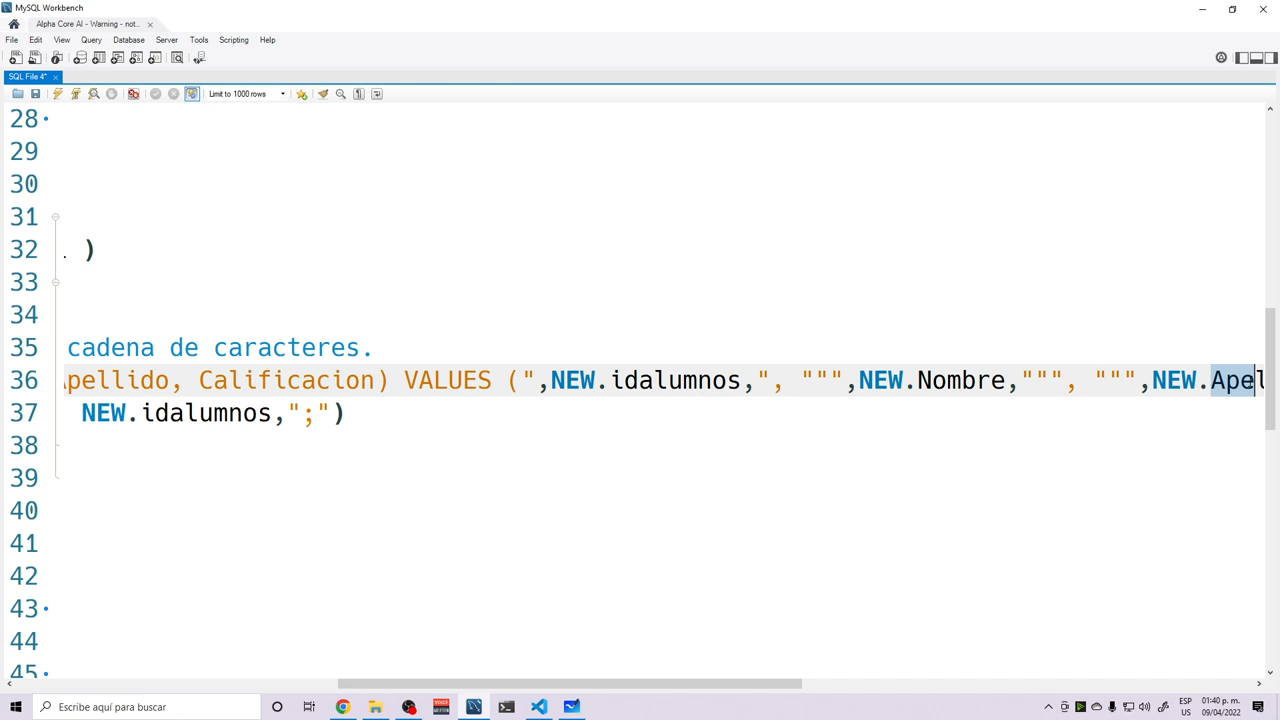 MySQL Workbench
Alpha Core AI - Warning - not...
File Edit View Query Database Server Tools Scripting Help
SQL File 4*
Limit to 1000 rows
28
29
30
31
32 )
33
34
35 cadena de caracteres.
36 Apellido, Calificacion) VALUES (",NEW.idalumnos,", """,NEW.Nombre,""", """,NEW.Apel
37 NEW.idalumnos,";")
38
39
40
41
42
43
44
45
Escribe aquí para buscar
ESP 01:40 p. m.
US 09/04/2022